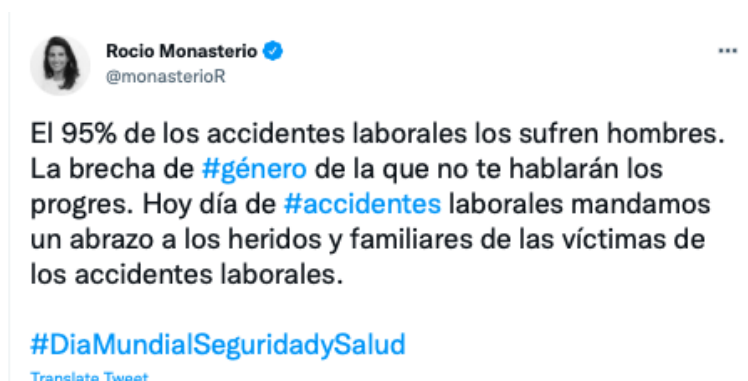 Rocio Monasterio
@monasterioR
El 95% de los accidentes laborales los sufren hombres.
La brecha de #género de la que no te hablarán los
progres. Hoy día de #accidentes laborales mandamos
un abrazo a los heridos y familiares de las víctimas de
los accidentes laborales.
#DiaMundialSeguridadySalud
Translate Tweet